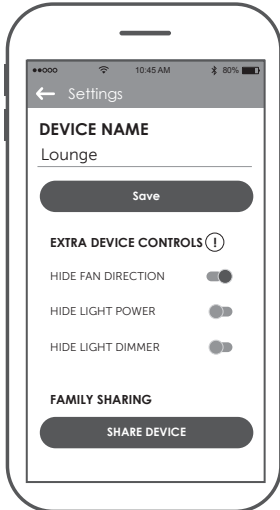 10:45 AM 80%
Settings
DEVICE NAME
Lounge
Save
EXTRA DEVICE CONTROLS !
HIDE FAN DIRECTION
HIDE LIGHT POWER
HIDE LIGHT DIMMER
FAMILY SHARING
SHARE DEVICE